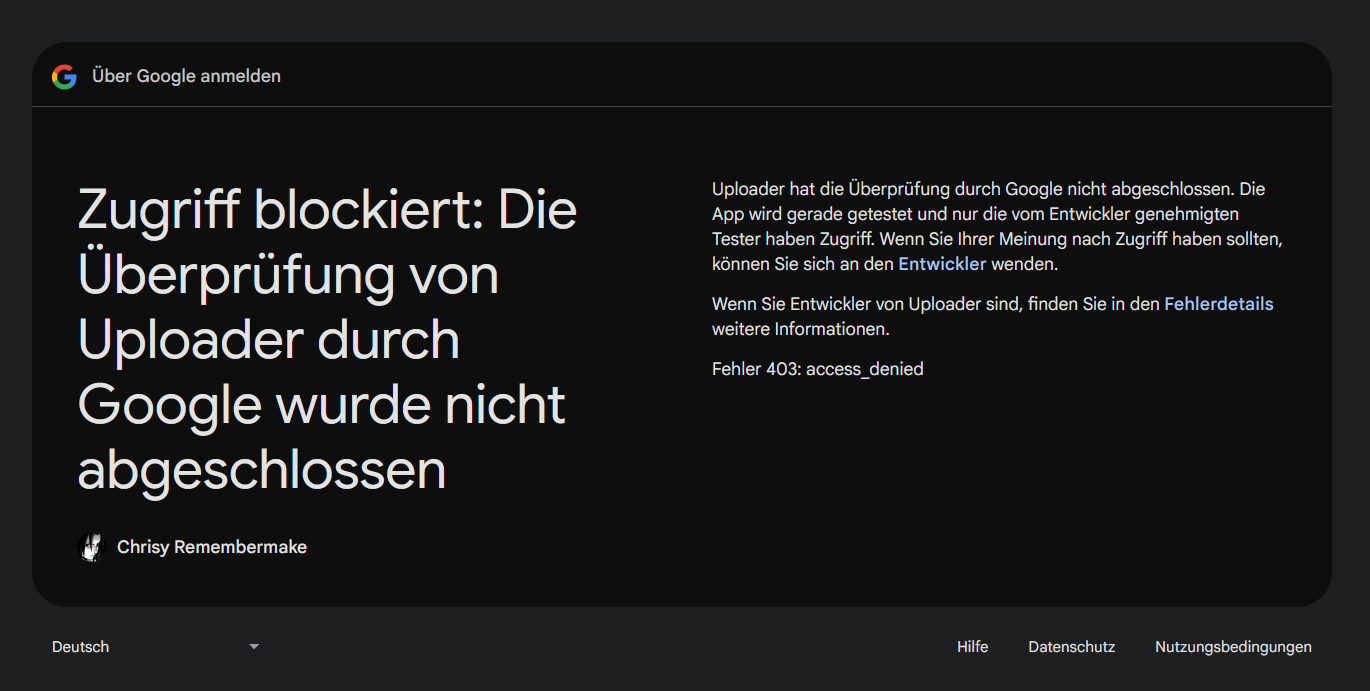 Über Google anmelden
Zugriff blockiert: Die
Überprüfung von
Uploader durch
Google wurde nicht
abgeschlossen
Chrisy Remembermake
Uploader hat die Überprüfung durch Google nicht abgeschlossen. Die
App wird gerade getestet und nur die vom Entwickler genehmigten
Tester haben Zugriff. Wenn Sie Ihrer Meinung nach Zugriff haben sollten,
können Sie sich an den Entwickler wenden.
Wenn Sie Entwickler von Uploader sind, finden Sie in den Fehlerdetails
weitere Informationen.
Fehler 403: access_denied
Deutsch
Hilfe
Datenschutz
Nutzungsbedingungen